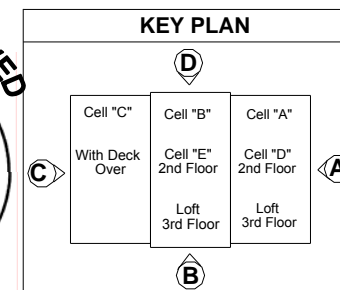 KEY PLAN
D
Cell "C"
With Deck
Over
Cell "B"
Cell "E"
2nd Floor
Loft
3rd Floor
Cell "A"
Cell "D"
2nd Floor
Loft
3rd Floor
C
A
B